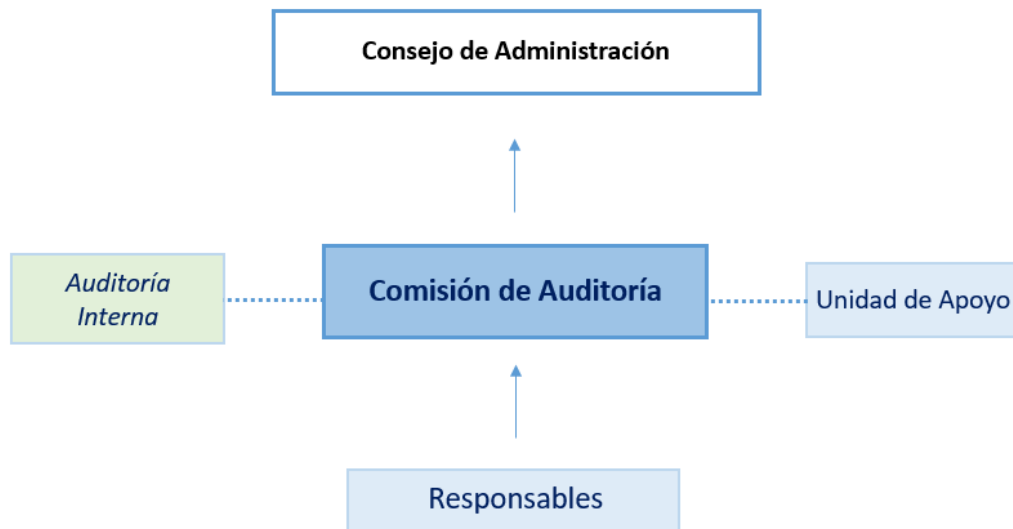 Consejo de Administración
Auditoría
Interna
Comisión de Auditoría
Unidad de Apoyo
Responsables